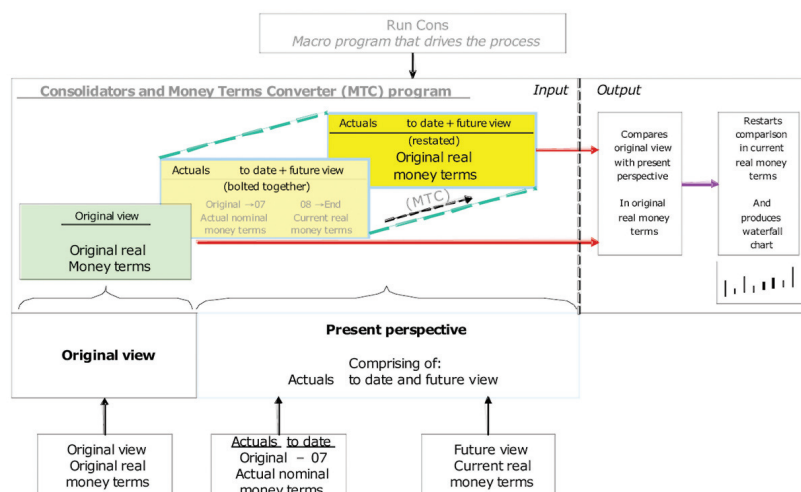 Run Cons
Macro program that drives the process
Consolidators and Money Terms Converter (MTC) program
Input
Output
Actuals to date + future view
(restated)
Original real
money terms
Actuals to date + future view
(bolted together)
Original →07
Actual nominal
money terms
08 →End
Current real
money terms
(MTC)
Original view
Original real
Money terms
Compares
original view
with present
perspective
In original
real money
terms
Restarts
comparison
in current
real money
terms
And
produces
waterfall
chart
Original view
Present perspective
Comprising of:
Actuals to date and future view
Original view
Original real
money terms
Actuals to date
Original – 07
Actual nominal
money terms
Future view
Current real
money terms